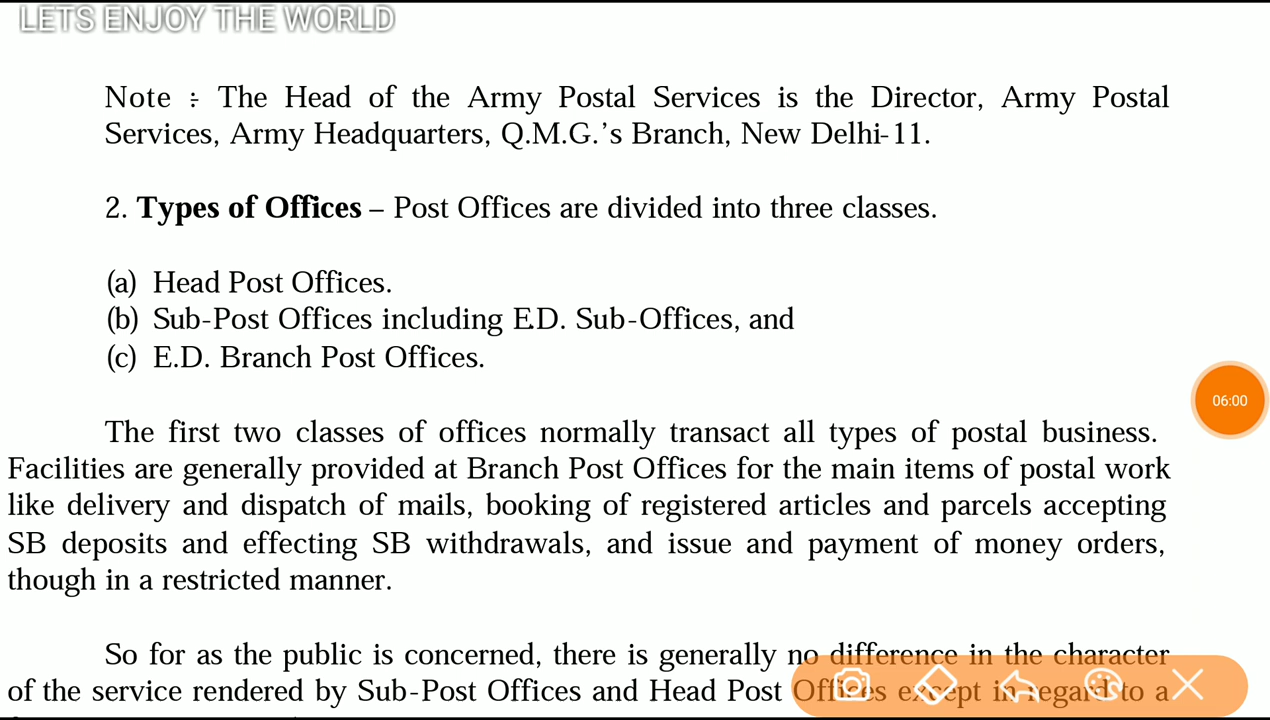 LETS ENJOY THE WORLD
Note : The Head of the Army Postal Services is the Director, Army Postal
Services, Army Headquarters, Q.M.G.'s Branch, New Delhi-11.
2. Types of Offices – Post Offices are divided into three classes.
(a) Head Post Offices.
(b) Sub-Post Offices including E.D. Sub-Offices, and
(c) E.D. Branch Post Offices.
06:00
The first two classes of offices normally transact all types of postal business.
Facilities are generally provided at Branch Post Offices for the main items of postal work
like delivery and dispatch of mails, booking of registered articles and parcels accepting
SB deposits and effecting SB withdrawals, and issue and payment of money orders,
though in a restricted manner.
So for as the public is concerned, there is generally no difference in the character
of the service rendered by Sub-Post Offices and Head Post Offices except in regard to a